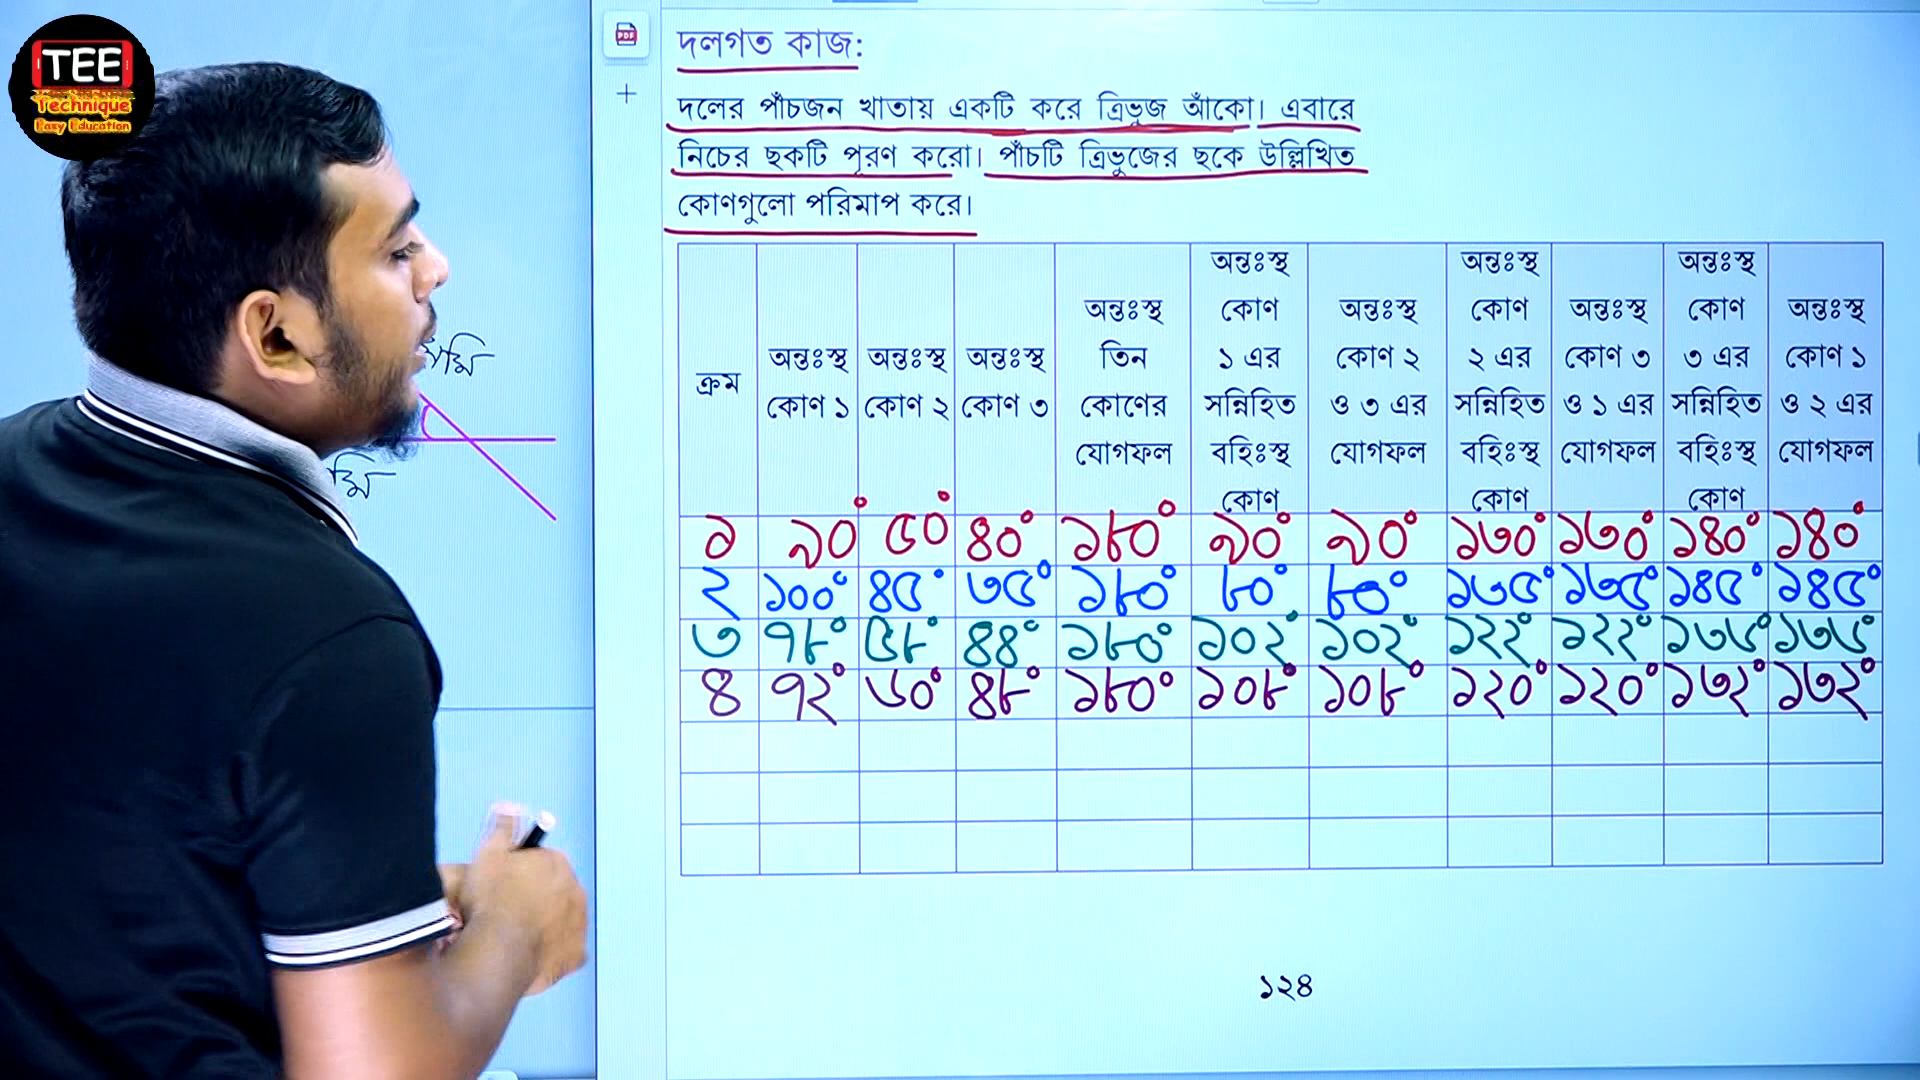 TEE
Technique
Easy Education
দলগত কাজ:
দলের পাঁচজন খাতায় একটি করে ত্রিভুজ আঁকো। এবারে
নিচের ছকটি পূরণ করো। পাঁচটি ত্রিভুজের ছকে উল্লিখিত
কোণগুলো পরিমাপ করে।
ক্রম অন্তঃস্থ কোণ ১ অন্তঃস্থ কোণ ২ অন্তঃস্থ কোণ ৩ অন্তঃস্থ তিন কোণের যোগফল অন্তঃস্থ কোণ ১ এর সন্নিহিত বহিঃস্থ কোণ অন্তঃস্থ কোণ ২ ও ৩ এর যোগফল অন্তঃস্থ কোণ ২ এর সন্নিহিত বহিঃস্থ কোণ অন্তঃস্থ কোণ ৩ ও ১ এর যোগফল অন্তঃস্থ কোণ ৩ এর সন্নিহিত বহিঃস্থ কোণ অন্তঃস্থ কোণ ১ ও ২ এর যোগফল
১ ৯০° ৫০° ৪০° ১৮০° ৯০° ৯০° ১৩০° ১৩০° ১৪০° ১৪০°
২ ১০০° ৪৫° ৩৫° ১৮০° ৮০° ৮০° ১৩৫° ১৩৫° ১৪৫° ১৪৫°
৩ ৭৮° ৫৮° ৪৪° ১৮০° ১০২° ১০২° ১২২° ১২২° ১৩৬° ১৩৬°
৪ ৭২° ৬০° ৪৮° ১৮০° ১০৮° ১০৮° ১২০° ১২০° ১৩২° ১৩২°
১২৪